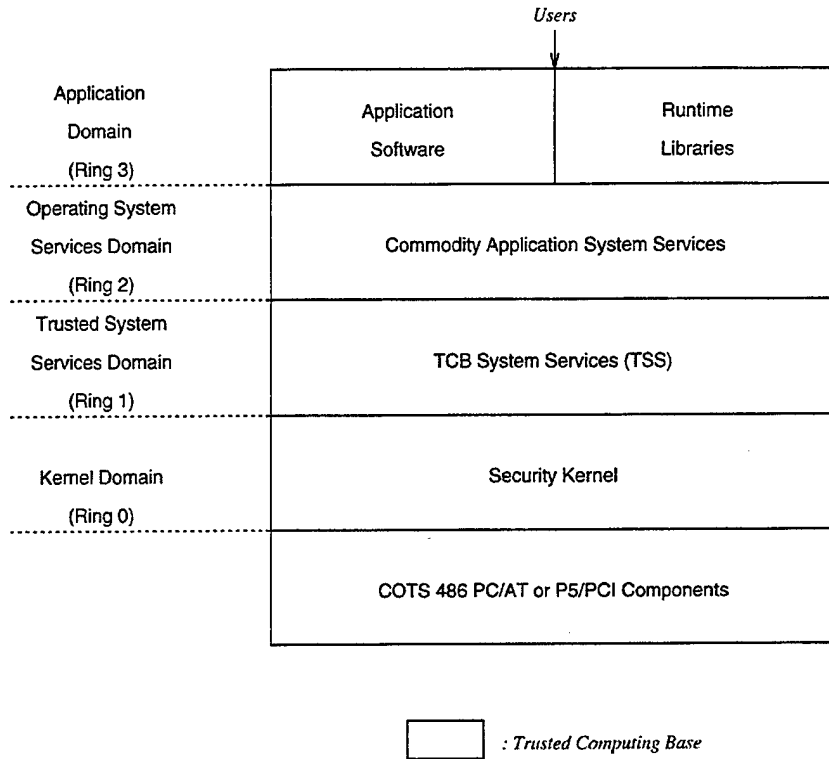 Users
Application
Domain
(Ring 3)
Application
Software
Runtime
Libraries
Operating System
Services Domain
(Ring 2)
Commodity Application System Services
Trusted System
Services Domain
(Ring 1)
TCB System Services (TSS)
Kernel Domain
(Ring 0)
Security Kernel
COTS 486 PC/AT or P5/PCI Components
: Trusted Computing Base